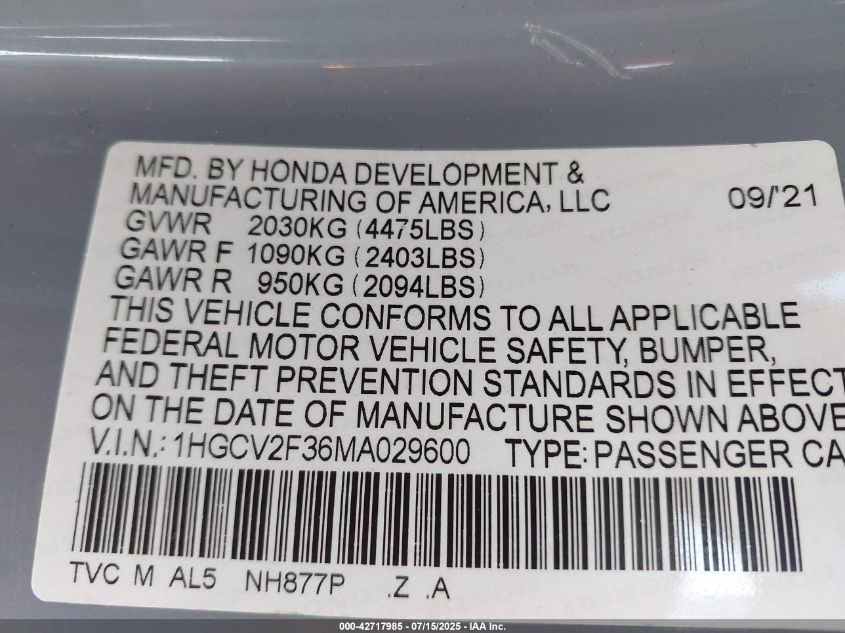 MFD. BY HONDA DEVELOPMENT &
MANUFACTURING OF AMERICA, LLC 09/'21
GVWR 2030KG (4475LBS)
GAWR F 1090KG (2403LBS)
GAWR R 950KG (2094LBS)
THIS VEHICLE CONFORMS TO ALL APPLICABLE
FEDERAL MOTOR VEHICLE SAFETY, BUMPER,
AND THEFT PREVENTION STANDARDS IN EFFECT
ON THE DATE OF MANUFACTURE SHOWN ABOVE
V.I.N.: 1HGCV2F36MA029600 TYPE: PASSENGER CA
TVC M AL5 NH877P .Z .A
000-42717985 - 07/15/2025 - IAA Inc.